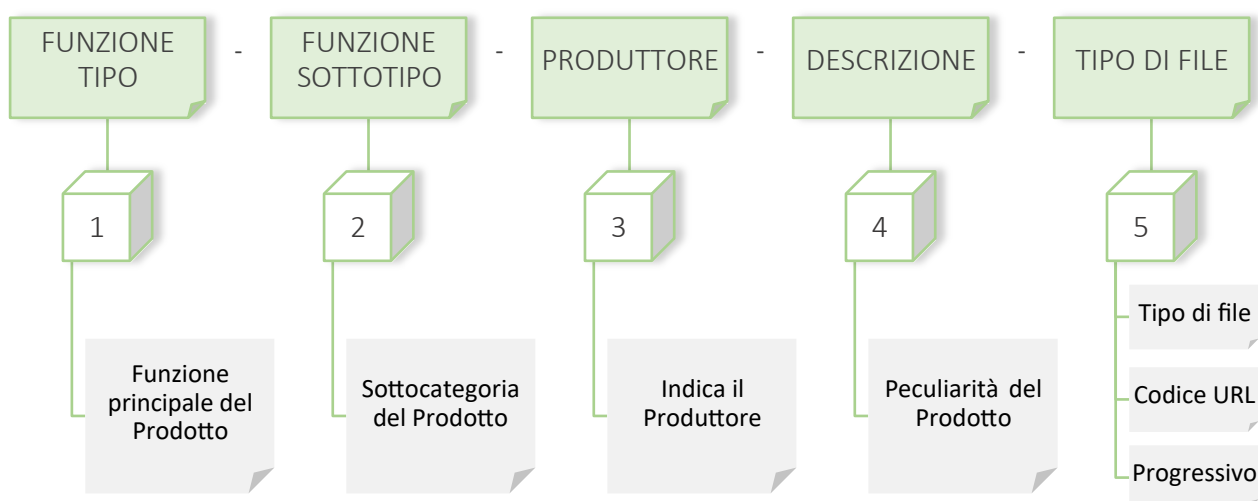 FUNZIONE
TIPO
-
FUNZIONE
SOTTOTIPO
-
PRODUTTORE
-
DESCRIZIONE
-
TIPO DI FILE
1
2
3
4
5
Funzione
principale del
Prodotto
Sottocategoria
del Prodotto
Indica il
Produttore
Peculiarità del
Prodotto
Tipo di file
Codice URL
Progressivo